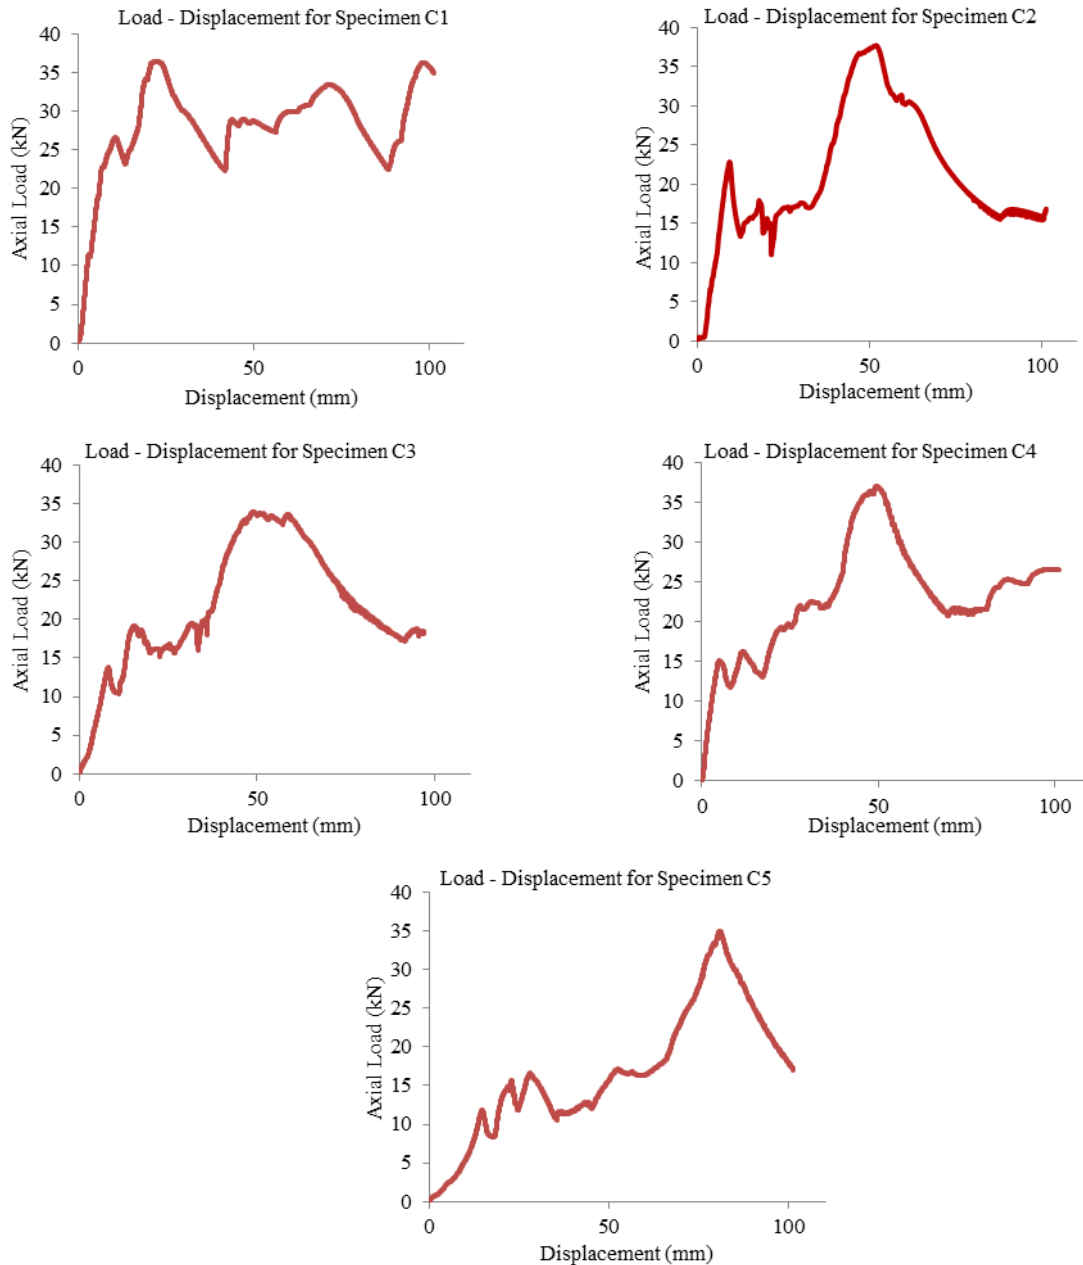 Load - Displacement for Specimen C1
40
35
30
25
20
15
10
5
0
Axial Load (kN)
0 50 100
Displacement (mm)
Load - Displacement for Specimen C2
40
35
30
25
20
15
10
5
0
Axial Load (kN)
0 50 100
Displacement (mm)
Load - Displacement for Specimen C3
40
35
30
25
20
15
10
5
0
Axial Load (kN)
0 50 100
Displacement (mm)
Load - Displacement for Specimen C4
40
35
30
25
20
15
10
5
0
Axial Load (kN)
0 50 100
Displacement (mm)
Load - Displacement for Specimen C5
40
35
30
25
20
15
10
5
0
Axial Load (kN)
0 50 100
Displacement (mm)